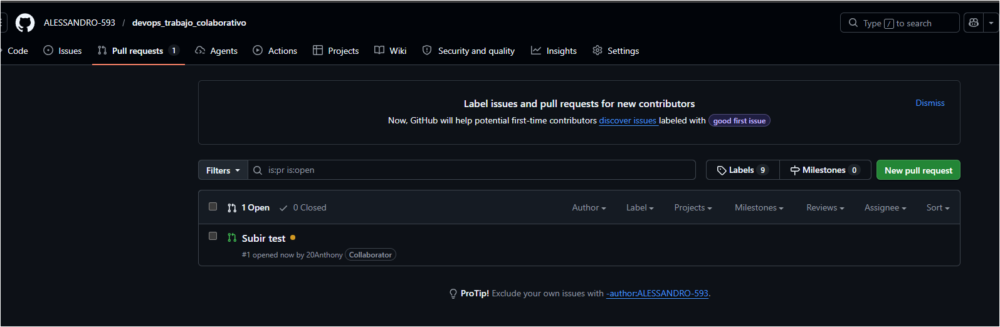 ALESSANDRO-593 / devops_trabajo_colaborativo
Type / to search
Code Issues Pull requests 1 Agents Actions Projects Wiki Security and quality Insights Settings
Label issues and pull requests for new contributors
Dismiss
Now, GitHub will help potential first-time contributors discover issues labeled with good first issue
Filters is:pr is:open Labels 9 Milestones 0 New pull request
1 Open 0 Closed Author Label Projects Milestones Reviews Assignee Sort
Subir test
#1 opened now by 20Anthony Collaborator
ProTip! Exclude your own issues with -author:ALESSANDRO-593.